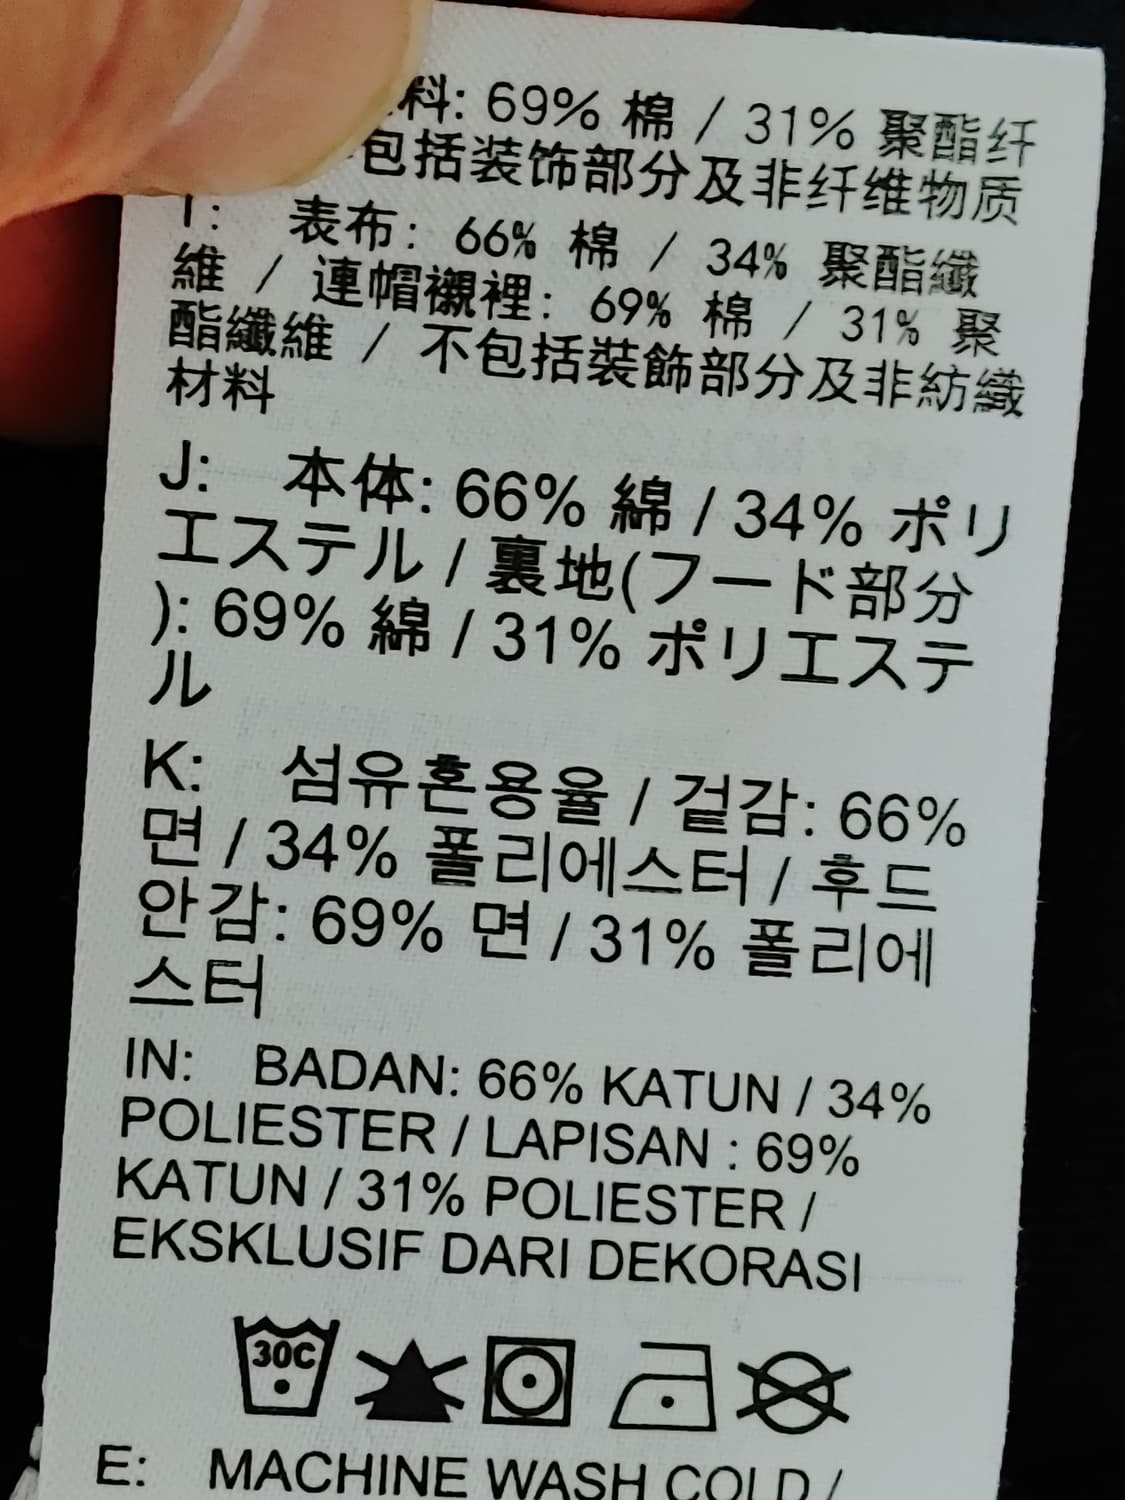 料: 69% 棉 / 31% 聚酯纤
包括装饰部分及非纤维物质
T: 表布: 66% 棉 / 34% 聚酯纖
維 / 連帽襯裡: 69% 棉 / 31% 聚
酯纖維 / 不包括裝飾部分及非紡織
材料
J: 本体: 66% 綿 / 34% ポリ
エステル / 裏地(フード部分
): 69% 綿 / 31% ポリエステ
ル
K: 섬유혼용율 / 겉감: 66%
면 / 34% 폴리에스터 / 후드
안감: 69% 면 / 31% 폴리에
스터
IN: BADAN: 66% KATUN / 34%
POLIESTER / LAPISAN : 69%
KATUN / 31% POLIESTER /
EKSKLUSIF DARI DEKORASI
30C
E: MACHINE WASH COLD /